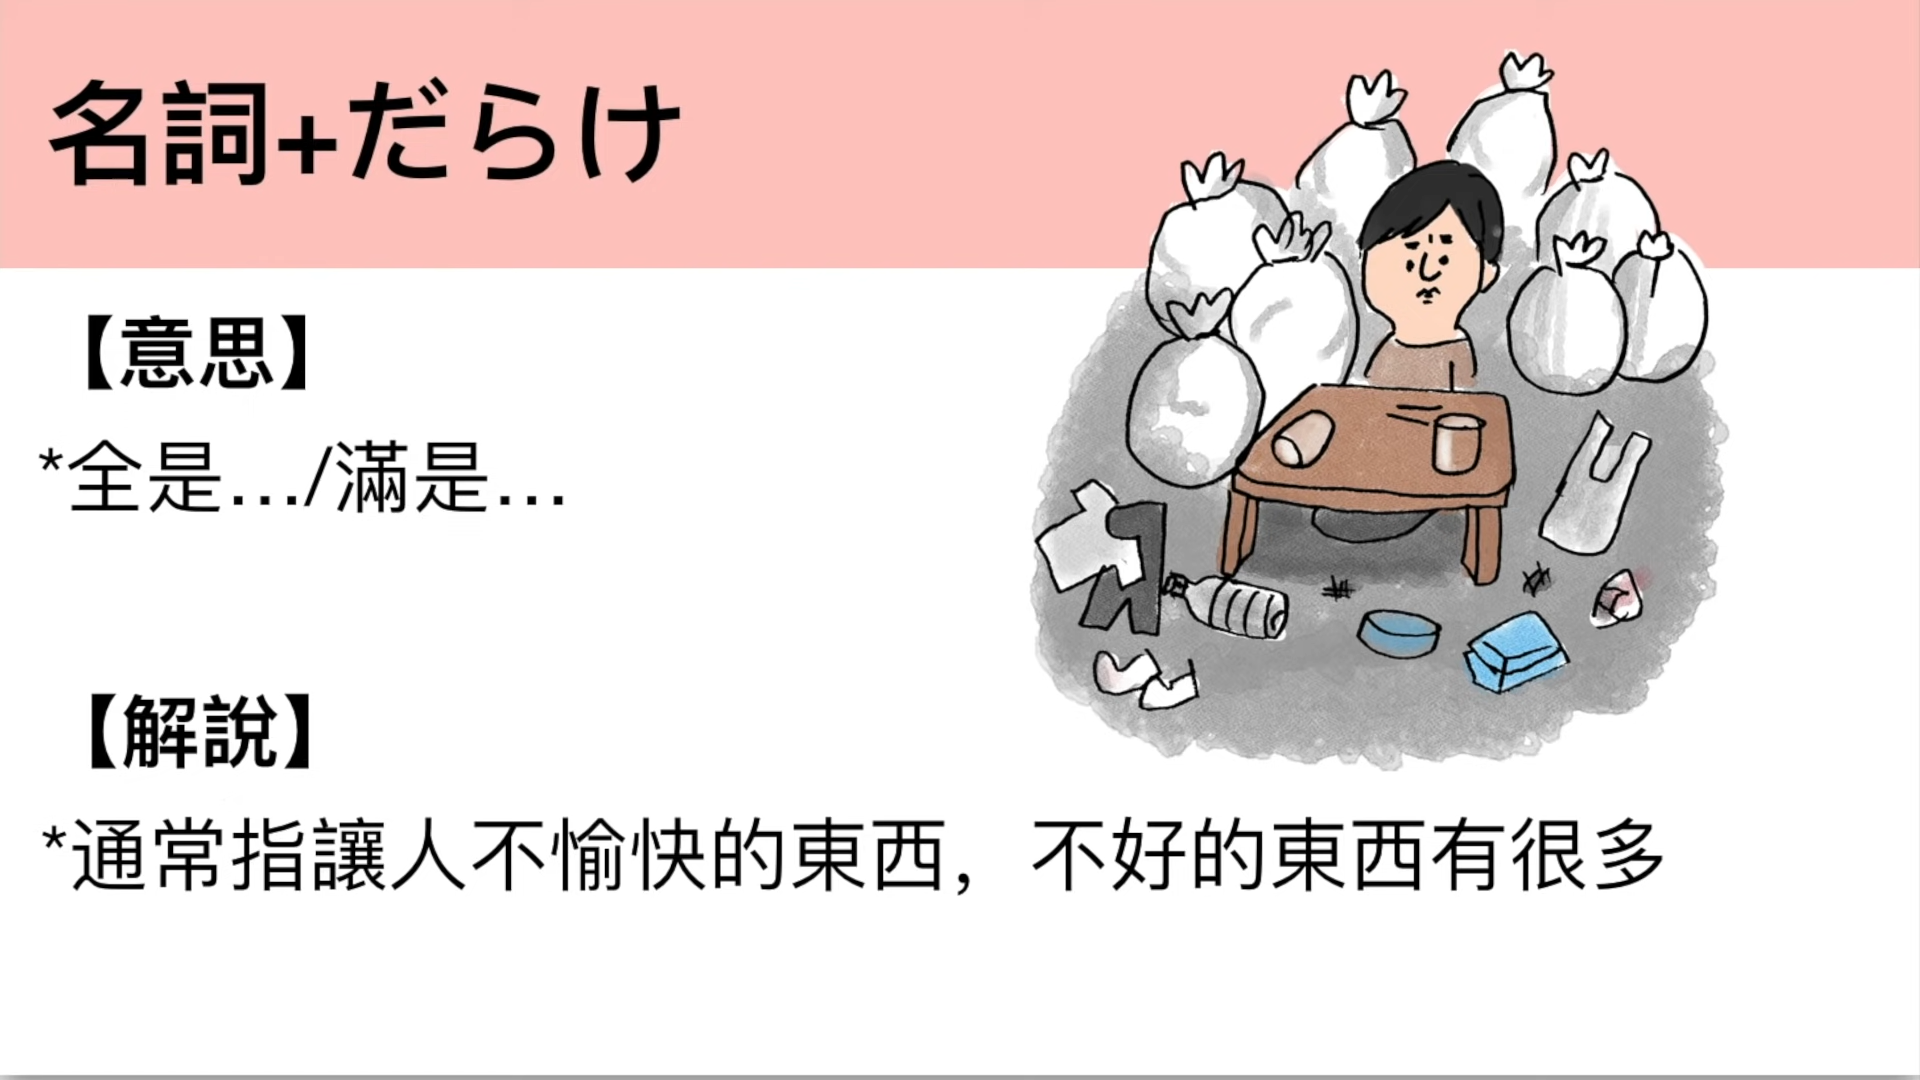 名詞+だらけ
【意思】
*全是…/滿是…
【解說】
*通常指讓人不愉快的東西，不好的東西有很多